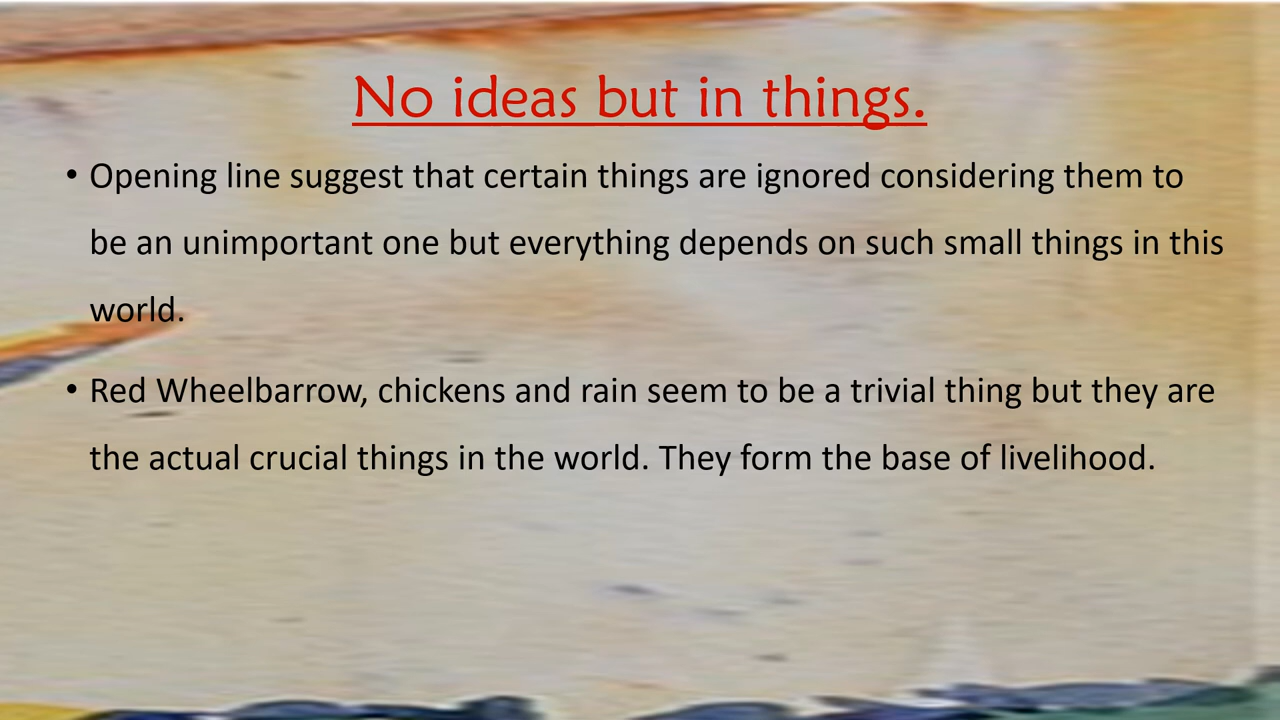 No ideas but in things.
• Opening line suggest that certain things are ignored considering them to
be an unimportant one but everything depends on such small things in this
world.
• Red Wheelbarrow, chickens and rain seem to be a trivial thing but they are
the actual crucial things in the world. They form the base of livelihood.